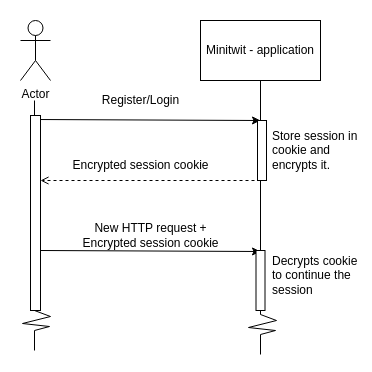 Minitwit - application
Actor
Register/Login
Store session in
cookie and
encrypts it.
Encrypted session cookie
New HTTP request +
Encrypted session cookie
Decrypts cookie
to continue the
session